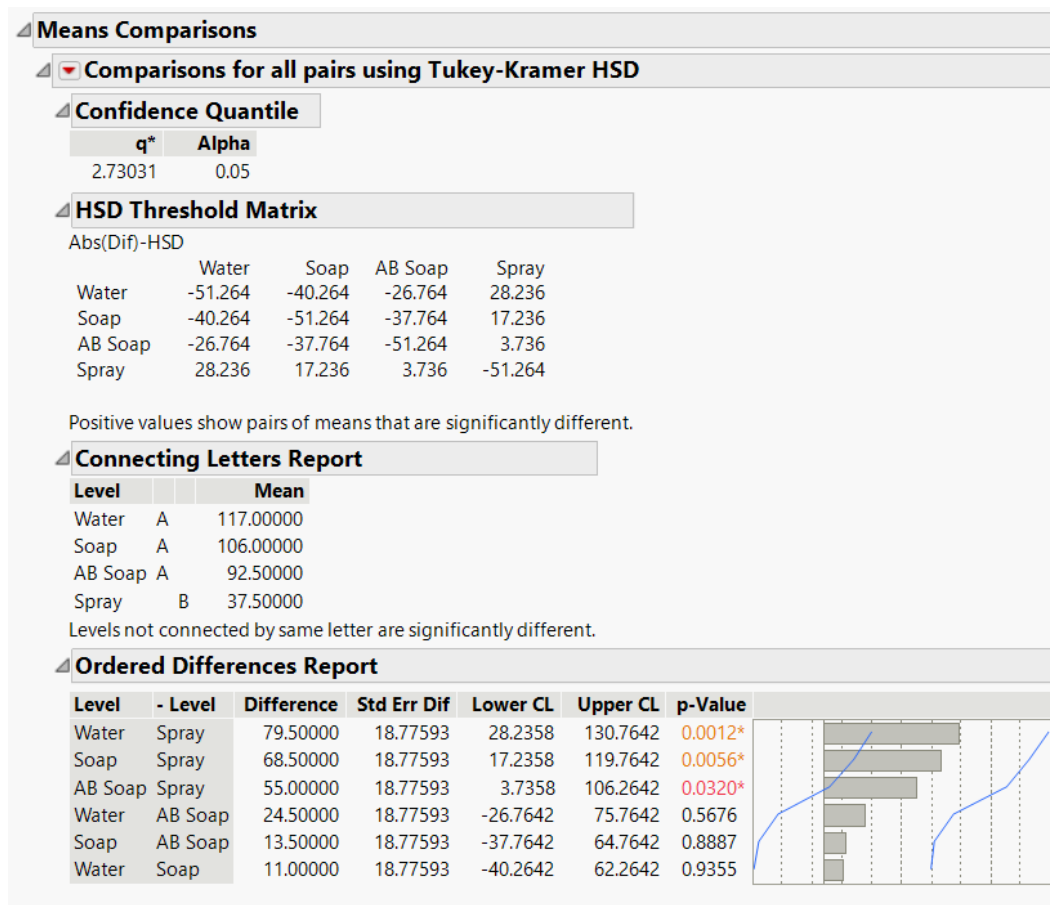 Means Comparisons
Comparisons for all pairs using Tukey-Kramer HSD
Confidence Quantile
q* Alpha
2.73031 0.05
HSD Threshold Matrix
Abs(Dif)-HSD
Water Soap AB Soap Spray
Water -51.264 -40.264 -26.764 28.236
Soap -40.264 -51.264 -37.764 17.236
AB Soap -26.764 -37.764 -51.264 3.736
Spray 28.236 17.236 3.736 -51.264
Positive values show pairs of means that are significantly different.
Connecting Letters Report
Level Mean
Water A 117.00000
Soap A 106.00000
AB Soap A 92.50000
Spray B 37.50000
Levels not connected by same letter are significantly different.
Ordered Differences Report
Level - Level Difference Std Err Dif Lower CL Upper CL p-Value
Water Spray 79.50000 18.77593 28.2358 130.7642 0.0012*
Soap Spray 68.50000 18.77593 17.2358 119.7642 0.0056*
AB Soap Spray 55.00000 18.77593 3.7358 106.2642 0.0320*
Water AB Soap 24.50000 18.77593 -26.7642 75.7642 0.5676
Soap AB Soap 13.50000 18.77593 -37.7642 64.7642 0.8887
Water Soap 11.00000 18.77593 -40.2642 62.2642 0.9355